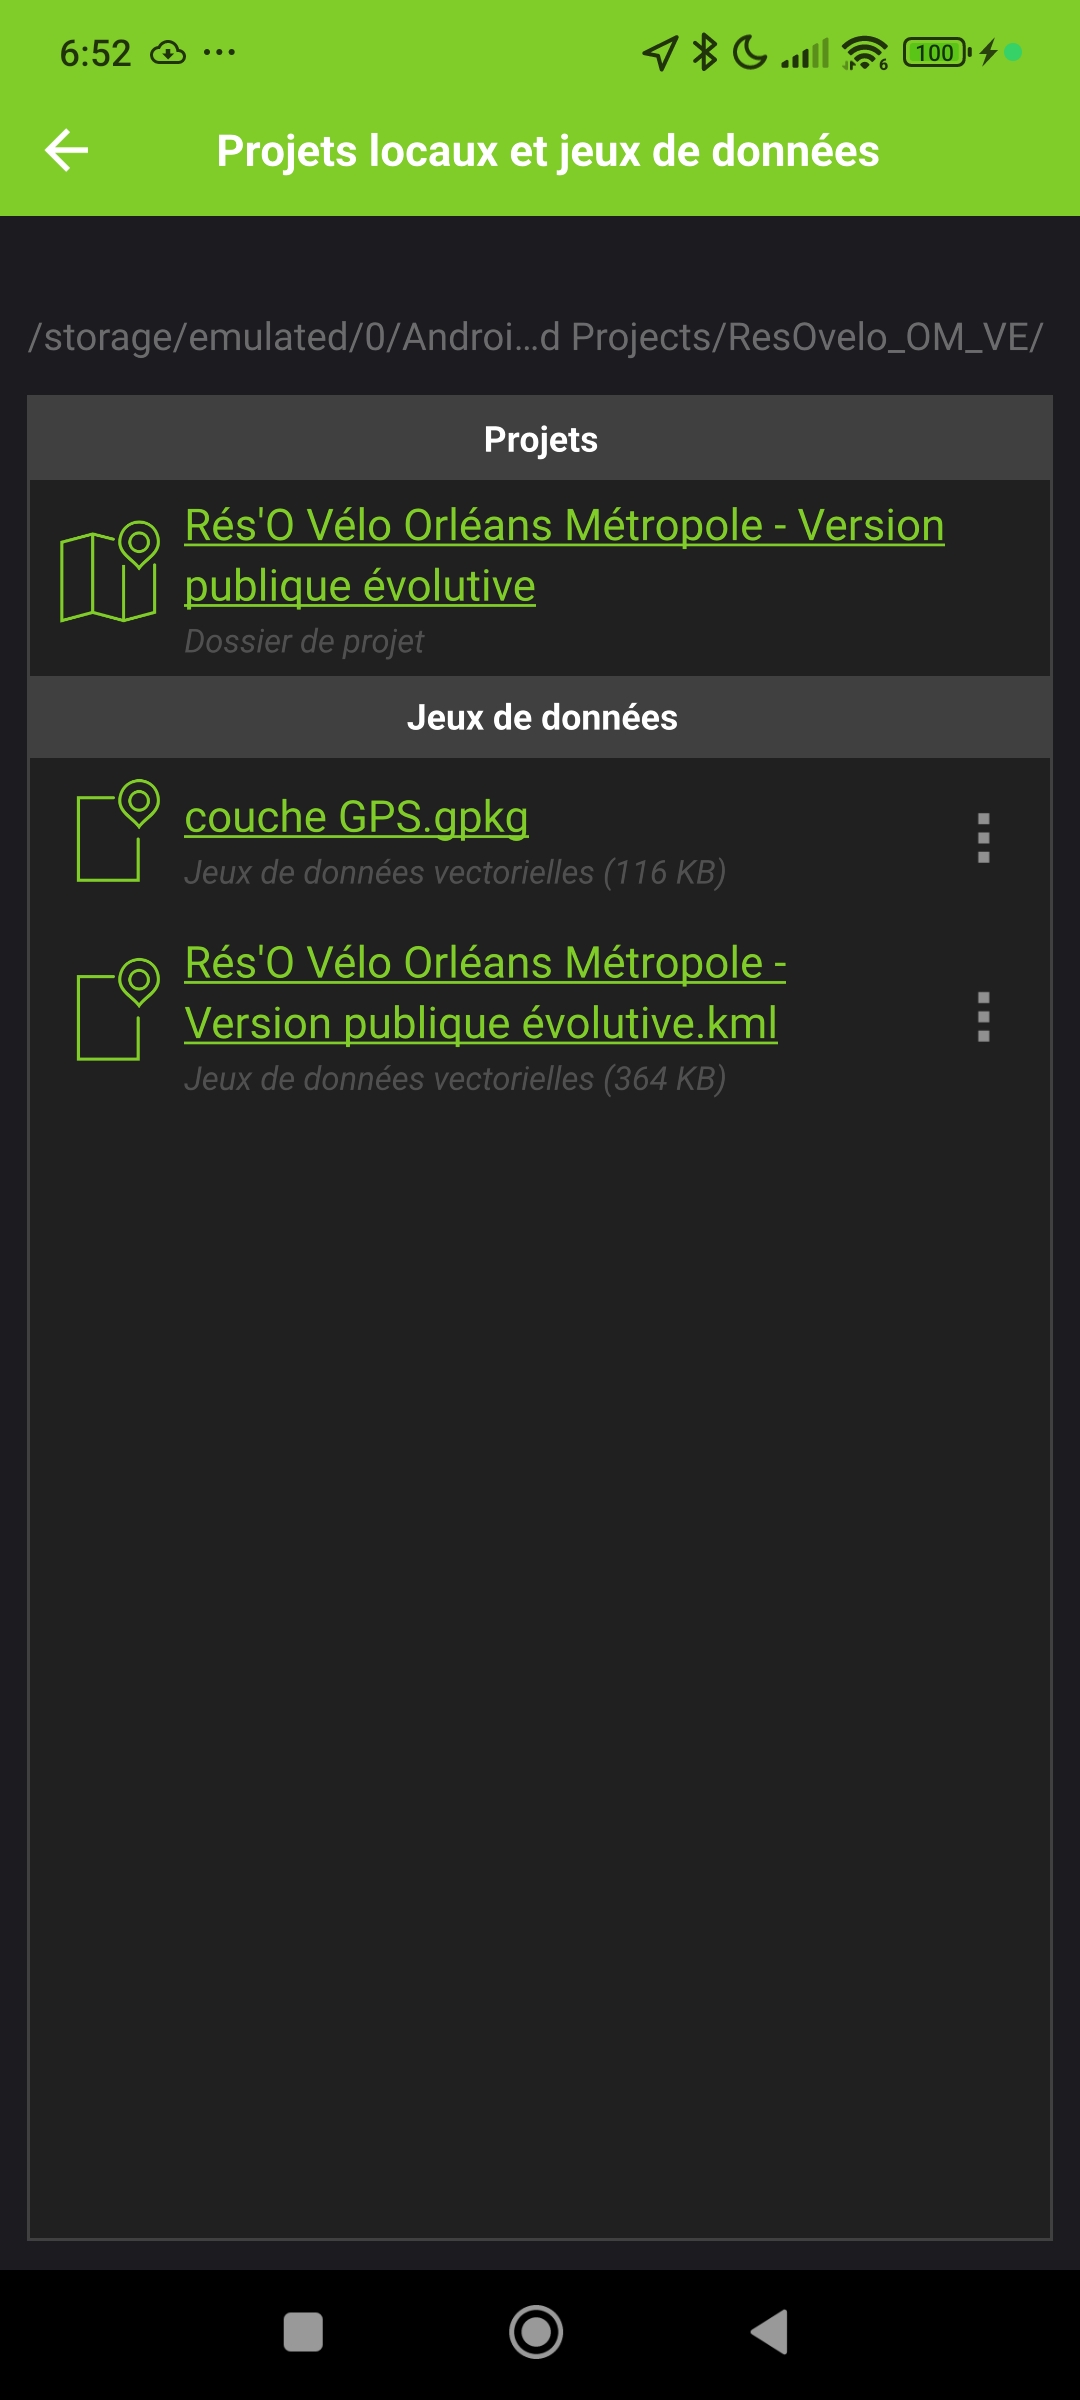 6:52
100
6
Projets locaux et jeux de données
/storage/emulated/0/Androi...d Projects/ResOvelo_OM_VE/
Projets
Rés'O Vélo Orléans Métropole - Version
publique évolutive
Dossier de projet
Jeux de données
couche GPS.gpkg
Jeux de données vectorielles (116 KB)
Rés'O Vélo Orléans Métropole -
Version publique évolutive.kml
Jeux de données vectorielles (364 KB)